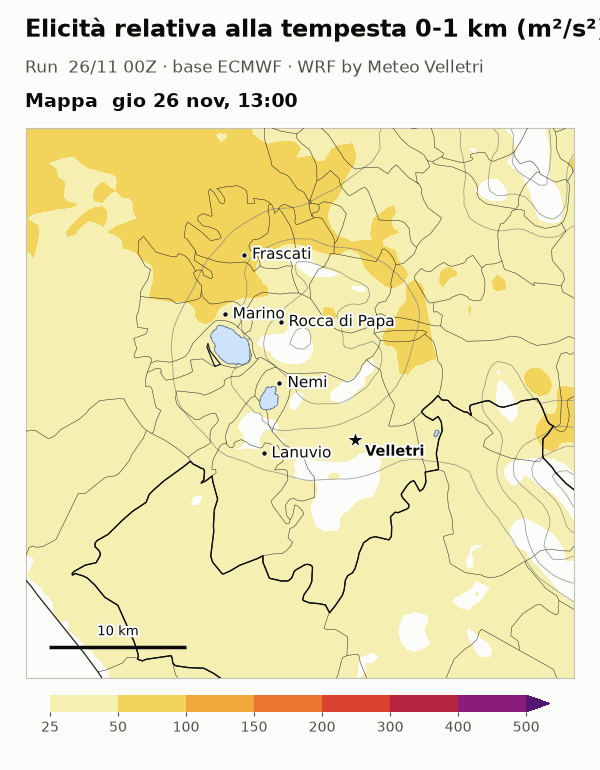 Elicità relativa alla tempesta 0-1 km (m²/s²)
Run  26/11 00Z · base ECMWF · WRF by Meteo Velletri
Mappa  gio 26 nov, 13:00
Frascati
Marino
Rocca di Papa
Nemi
Velletri
Lanuvio
10 km
25 50 100 150 200 300 400 500